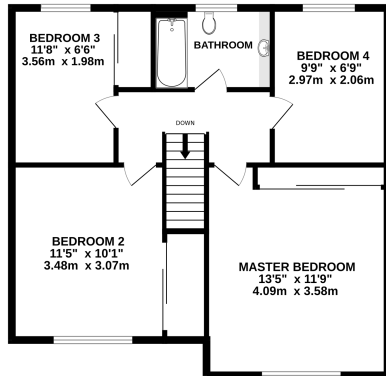 BEDROOM 3
11'8" x 6'6"
3.56m x 1.98m
BATHROOM
BEDROOM 4
9'9" x 6'9"
2.97m x 2.06m
DOWN
BEDROOM 2
11'5" x 10'1"
3.48m x 3.07m
MASTER BEDROOM
13'5" x 11'9"
4.09m x 3.58m